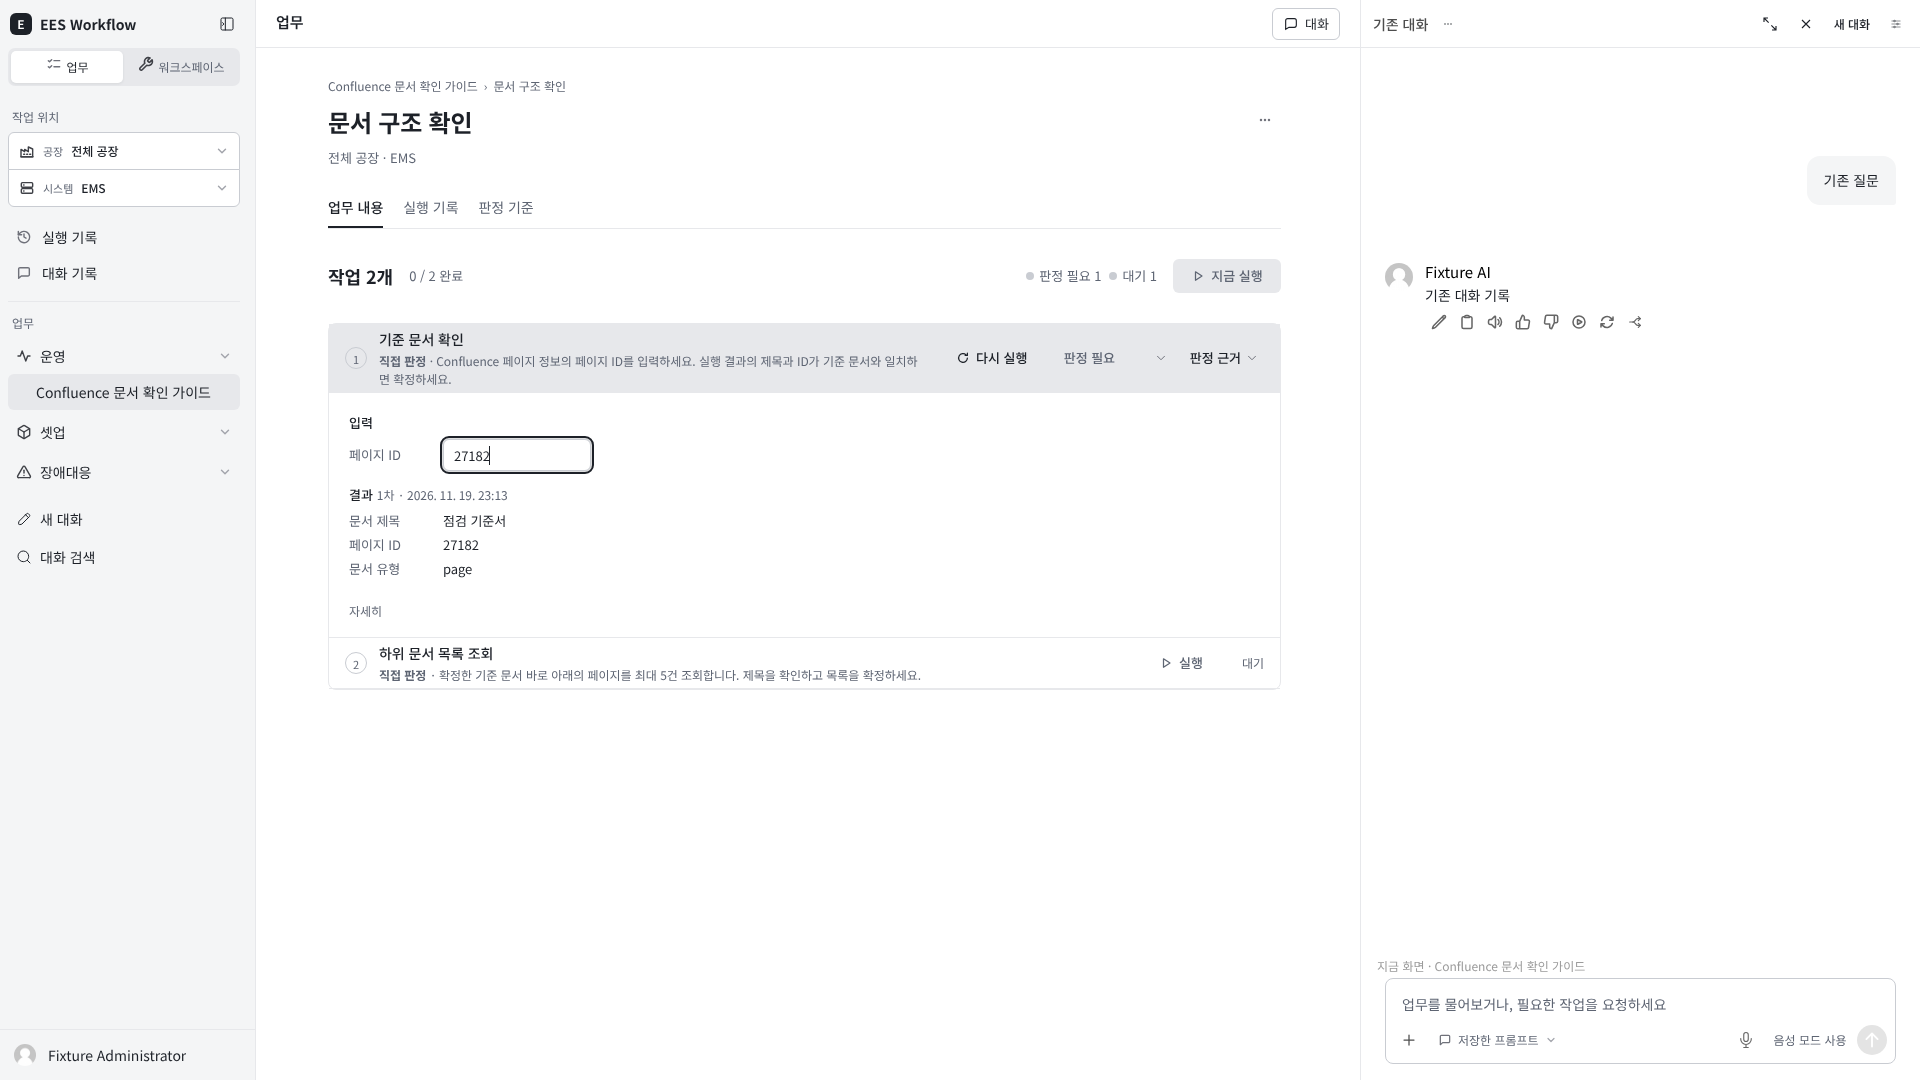 E EES Workflow
업무
워크스페이스
작업 위치
공장 전체 공장
시스템 EMS
실행 기록
대화 기록
업무
운영
Confluence 문서 확인 가이드
셋업
장애대응
새 대화
대화 검색
Fixture Administrator
업무
대화
Confluence 문서 확인 가이드 › 문서 구조 확인
문서 구조 확인
...
전체 공장 · EMS
업무 내용
실행 기록
판정 기준
작업 2개 0 / 2 완료
판정 필요 1 대기 1
지금 실행
1
기준 문서 확인
직접 판정 · Confluence 페이지 정보의 페이지 ID를 입력하세요. 실행 결과의 제목과 ID가 기준 문서와 일치하
면 확정하세요.
다시 실행
판정 필요
판정 근거
입력
페이지 ID 27182
결과 1차 · 2026. 11. 19. 23:13
문서 제목 점검 기준서
페이지 ID 27182
문서 유형 page
자세히
2
하위 문서 목록 조회
직접 판정 · 확정한 기준 문서 바로 아래의 페이지를 최대 5건 조회합니다. 제목을 확인하고 목록을 확정하세요.
실행
대기
기존 대화 ...
새 대화
기존 질문
Fixture AI
기존 대화 기록
지금 화면 · Confluence 문서 확인 가이드
업무를 물어보거나, 필요한 작업을 요청하세요
저장한 프롬프트
음성 모드 사용